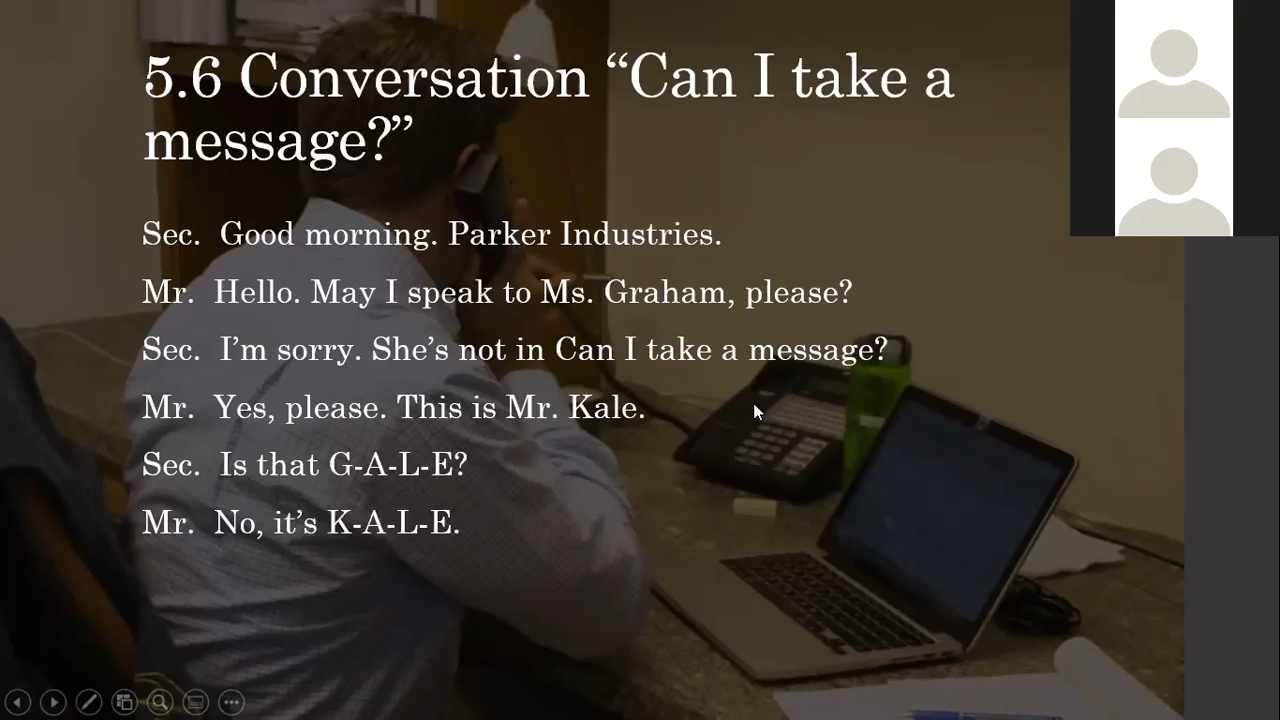 5.6 Conversation “Can I take a
message?”
Sec. Good morning. Parker Industries.
Mr. Hello. May I speak to Ms. Graham, please?
Sec. I’m sorry. She’s not in Can I take a message?
Mr. Yes, please. This is Mr. Kale.
Sec. Is that G-A-L-E?
Mr. No, it’s K-A-L-E.